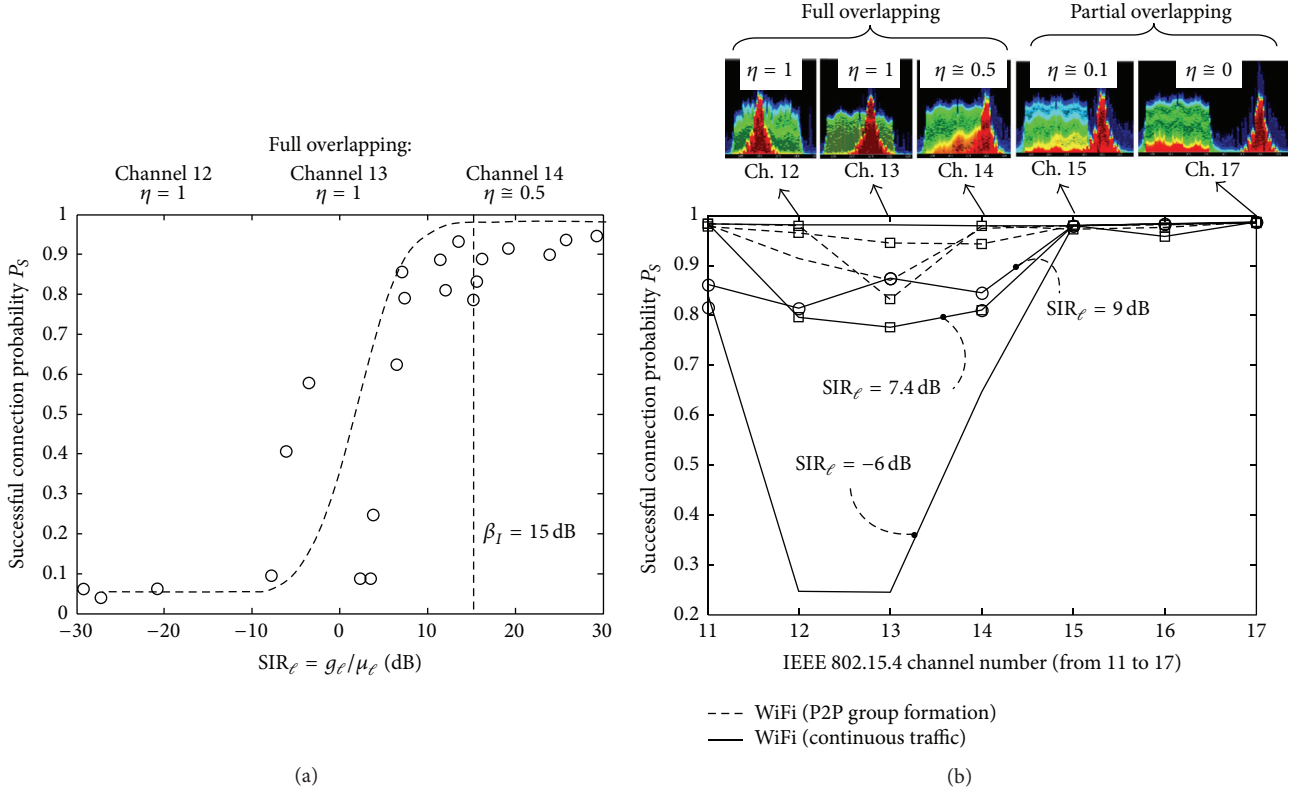 Full overlapping:
Channel 12
η = 1
Channel 13
η = 1
Channel 14
η ≅ 0.5
Successful connection probability P_S
1
0.9
0.8
0.7
0.6
0.5
0.4
0.3
0.2
0.1
0
β_I = 15 dB
−30
−20
−10
0
10
20
30
SIR_ℓ = g_ℓ/μ_ℓ (dB)
(a)
Full overlapping
Partial overlapping
η = 1
η = 1
η ≅ 0.5
η ≅ 0.1
η ≅ 0
Ch. 12
Ch. 13
Ch. 14
Ch. 15
Ch. 17
Successful connection probability P_S
1
0.9
0.8
0.7
0.6
0.5
0.4
0.3
0.2
SIR_ℓ = 9 dB
SIR_ℓ = 7.4 dB
SIR_ℓ = −6 dB
11
12
13
14
15
16
17
IEEE 802.15.4 channel number (from 11 to 17)
WiFi (P2P group formation)
WiFi (continuous traffic)
(b)